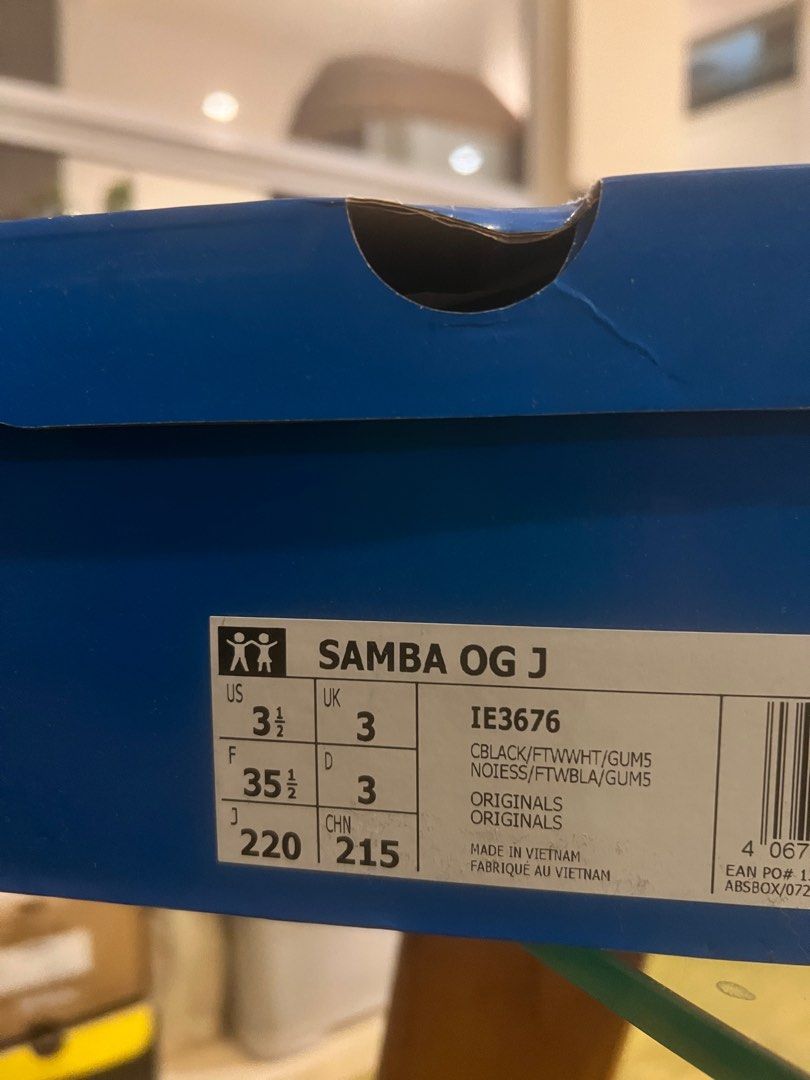 SAMBA OG J
US 3½
UK 3
F 35½
D 3
J 220
CHN 215
IE3676
CBLACK/FTWWHT/GUM5
NOIESS/FTWBLA/GUM5
ORIGINALS
ORIGINALS
MADE IN VIETNAM
FABRIQUÉ AU VIETNAM
4 067
EAN PO# 1
ABSBOX/072